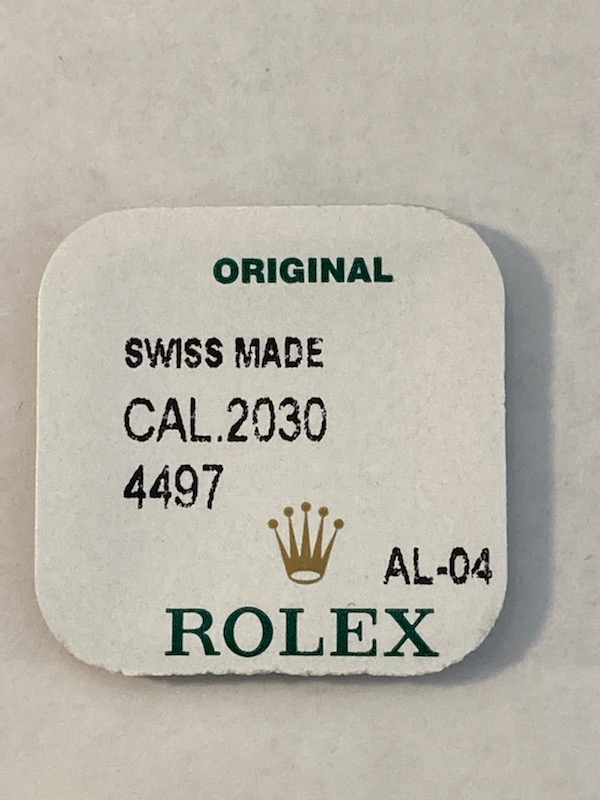 ORIGINAL
SWISS MADE
CAL.2030
4497
AL-04
ROLEX